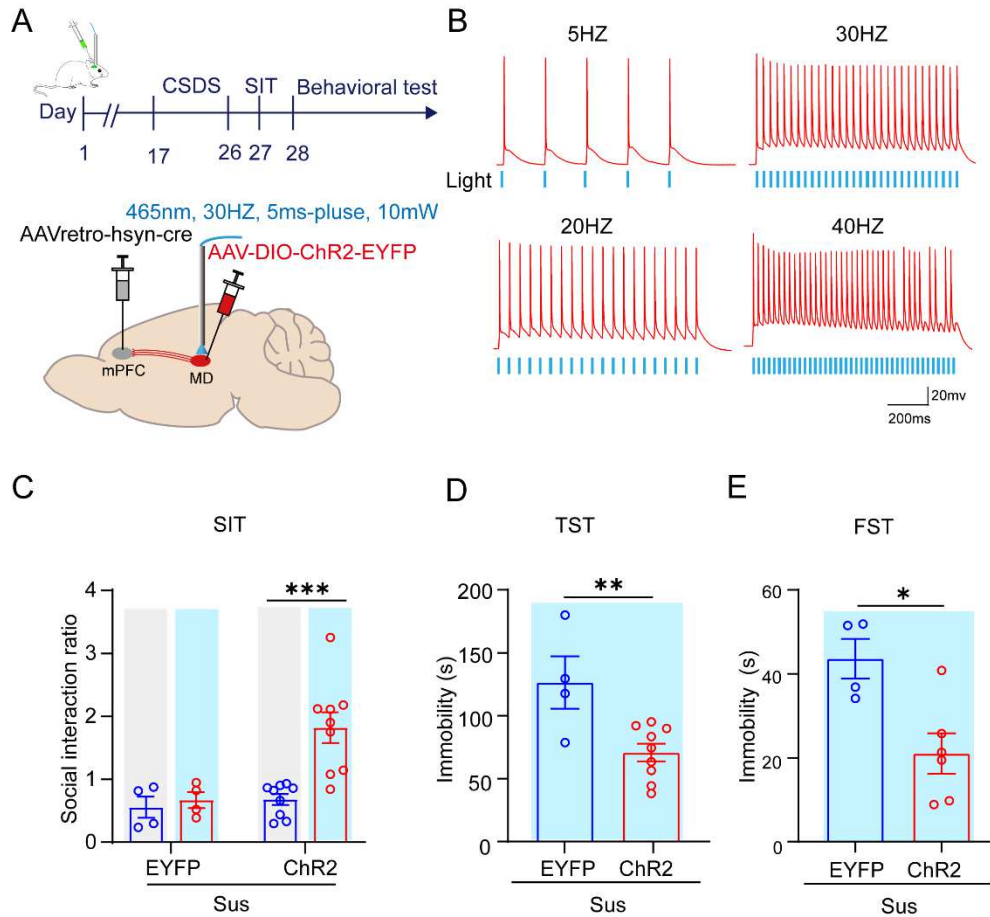 A
CSDS SIT Behavioral test
Day
1 17 26 27 28
465nm, 30HZ, 5ms-pluse, 10mW
AAVretro-hsyn-cre
AAV-DIO-ChR2-EYFP
mPFC
MD
B
5HZ 30HZ
Light
20HZ 40HZ
20mv
200ms
C
SIT
Social interaction ratio
4
3
2
1
0
EYFP ChR2
Sus
***
D
TST
Immobility (s)
200
150
100
50
0
**
EYFP ChR2
Sus
E
FST
Immobility (s)
60
40
20
0
*
EYFP ChR2
Sus